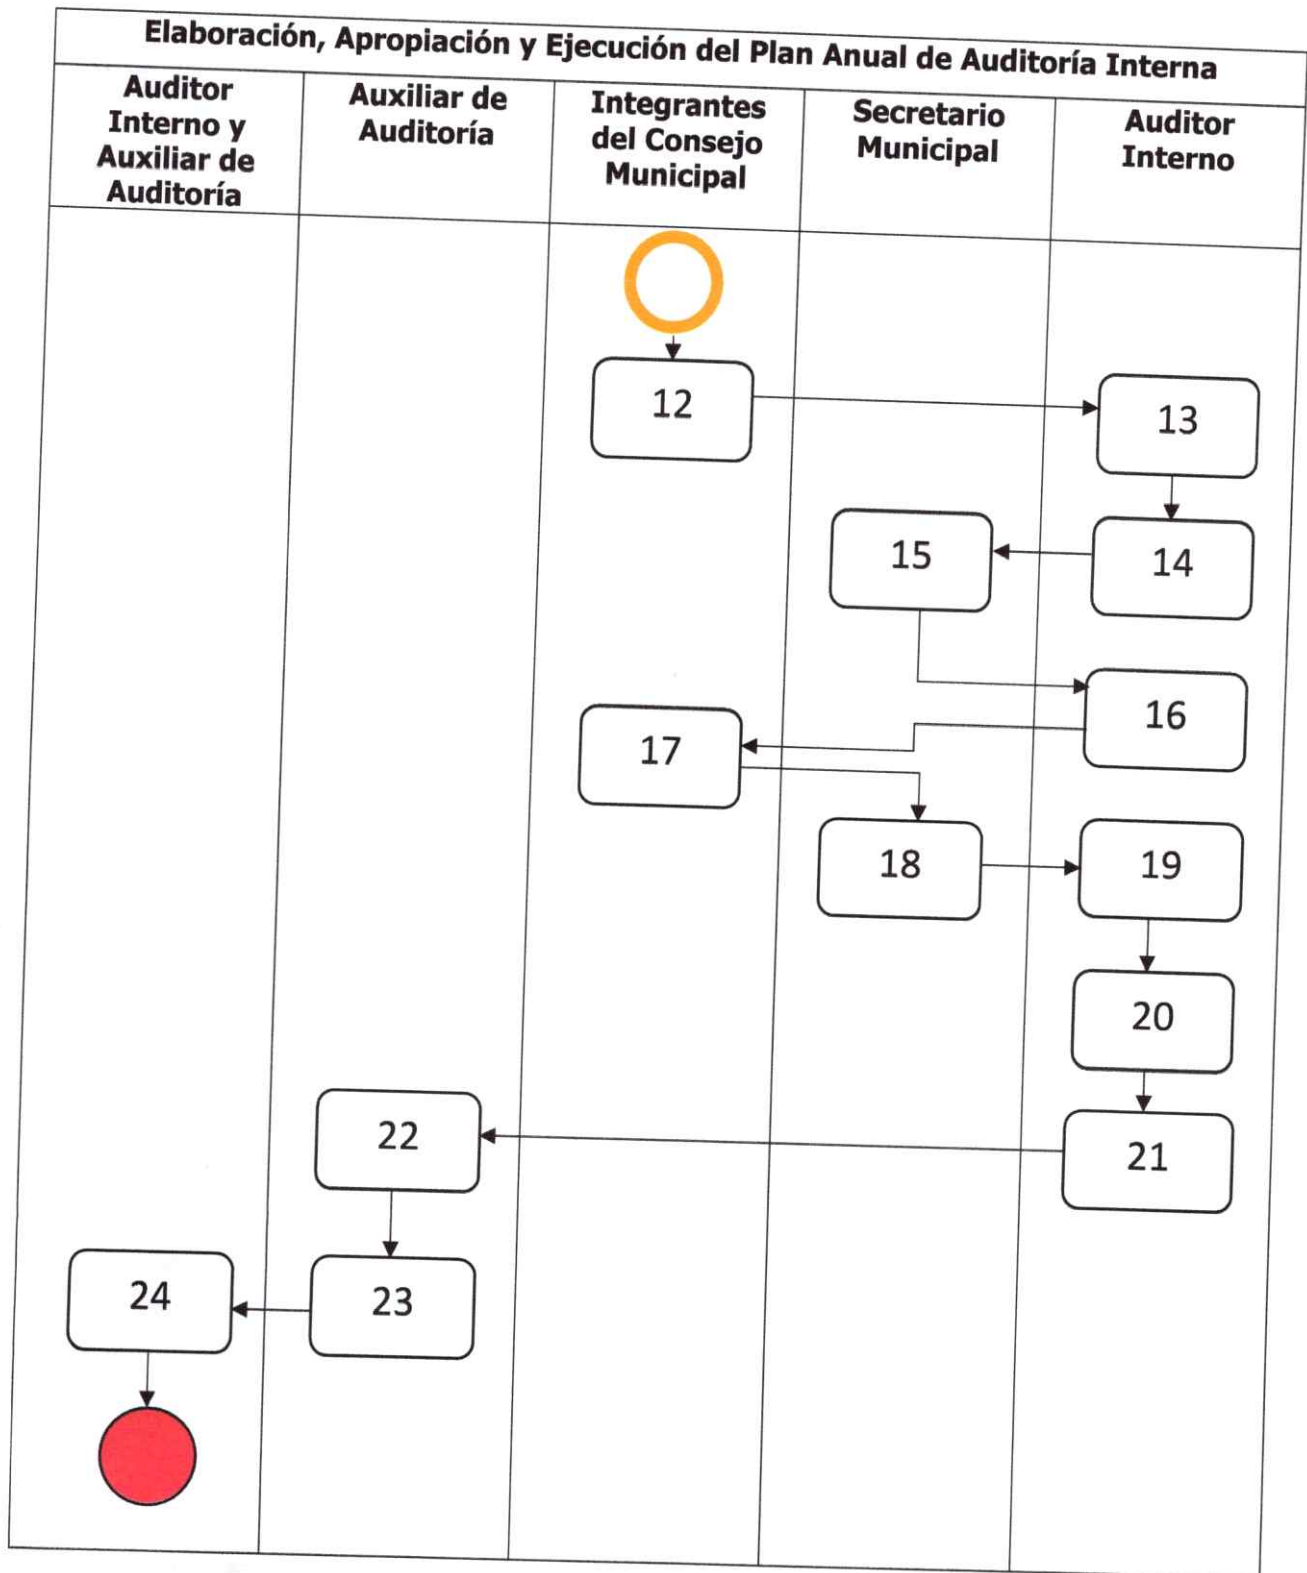 Elaboración, Apropiación y Ejecución del Plan Anual de Auditoría Interna
Auditor
Interno y
Auxiliar de
Auditoría
Auxiliar de
Auditoría
Integrantes
del Consejo
Municipal
Secretario
Municipal
Auditor
Interno
12
13
15
14
16
17
18
19
20
22
21
24
23